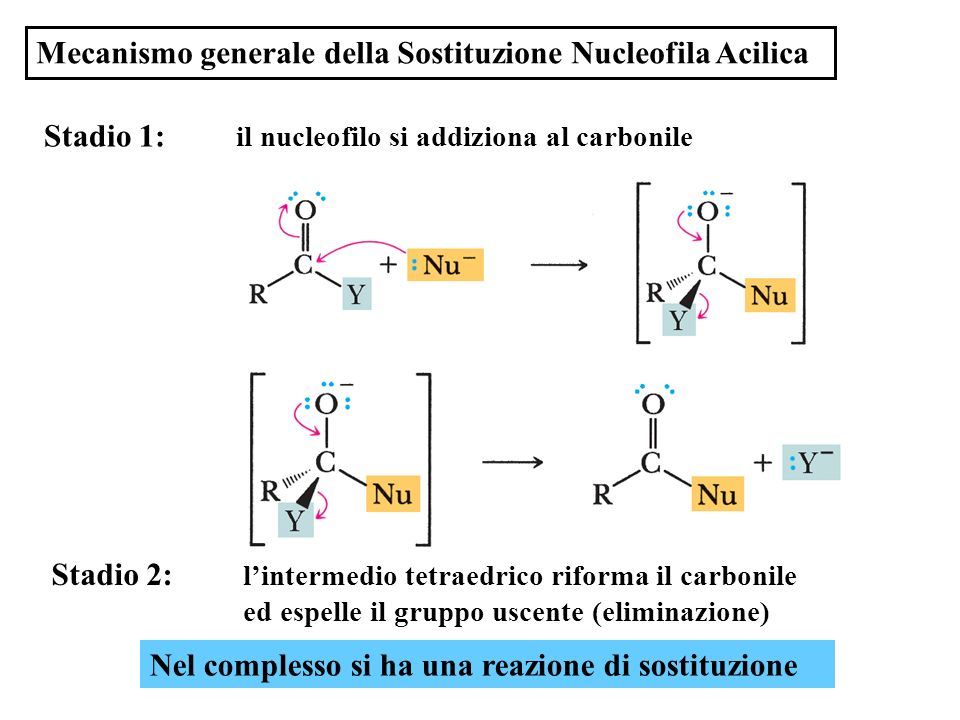 Mecanismo generale della Sostituzione Nucleofila Acilica
Stadio 1: il nucleofilo si addiziona al carbonile
O
C
R
Y
+ :Nu⁻ ⟶
:O:⁻
C
R
Y
Nu
:O:⁻
C
R
Y
Nu
⟶
O
C
R
Nu
+ :Y⁻
Stadio 2: l’intermedio tetraedrico riforma il carbonile
ed espelle il gruppo uscente (eliminazione)
Nel complesso si ha una reazione di sostituzione